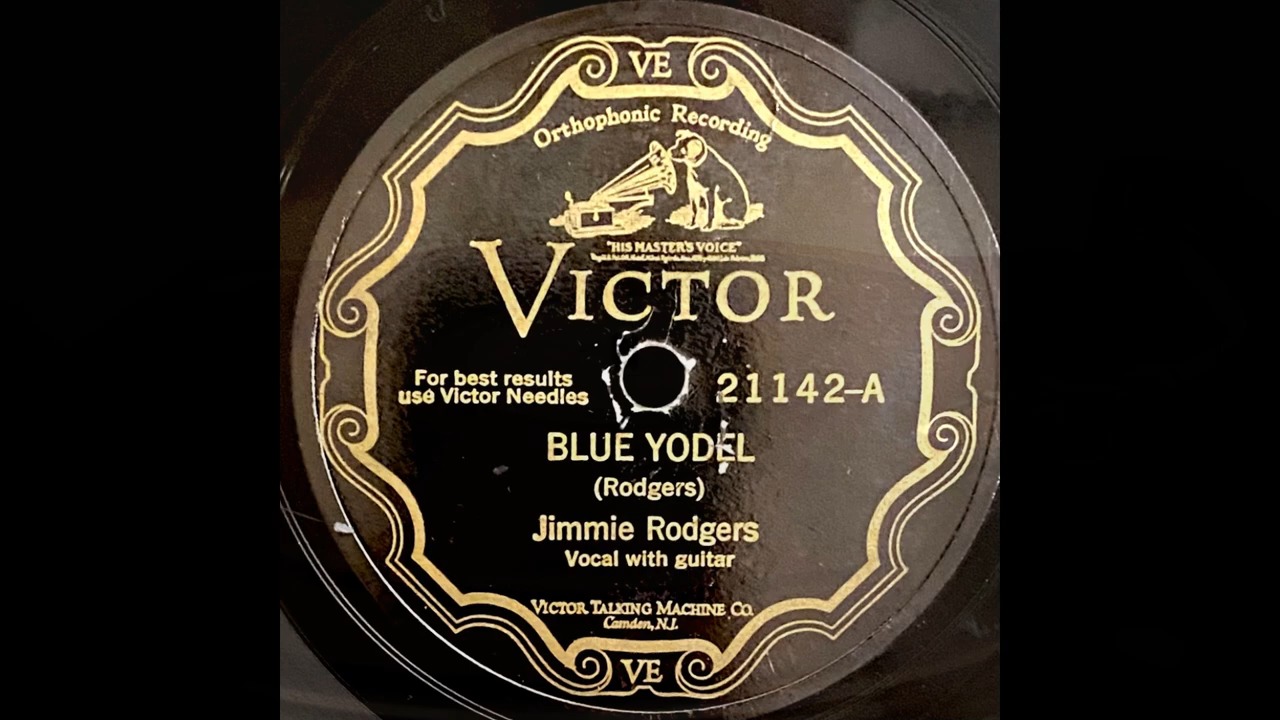 VE
Orthophonic Recording
"HIS MASTER'S VOICE"
VICTOR
For best results
use Victor Needles
21142-A
BLUE YODEL
(Rodgers)
Jimmie Rodgers
Vocal with guitar
VICTOR TALKING MACHINE CO.
Camden, N.J.
VE